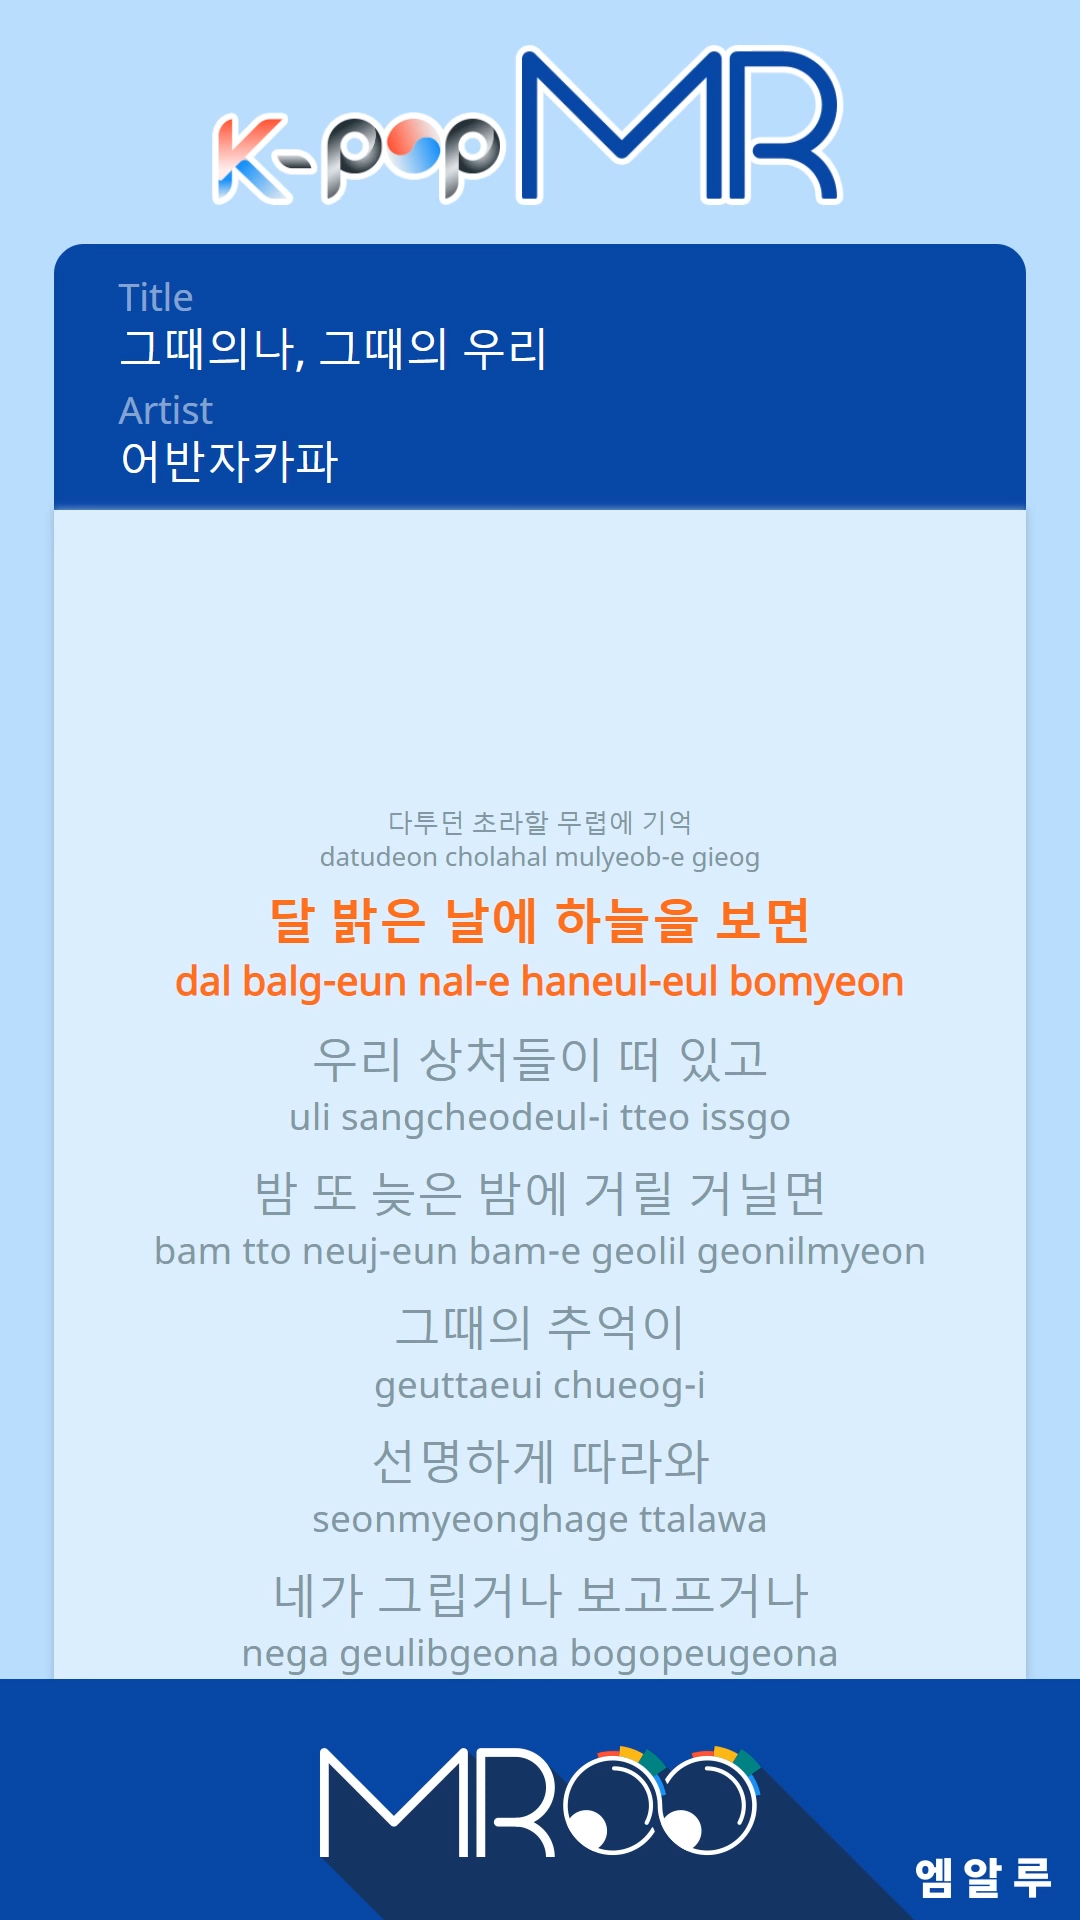 K-pop MR
Title
그때의나, 그때의 우리
Artist
어반자카파
다투던 초라할 무렵에 기억
datudeon cholahal mulyeob-e gieog
달 밝은 날에 하늘을 보면
dal balg-eun nal-e haneul-eul bomyeon
우리 상처들이 떠 있고
uli sangcheodeul-i tteo issgo
밤 또 늦은 밤에 거릴 거닐면
bam tto neuj-eun bam-e geolil geonilmyeon
그때의 추억이
geuttaeui chueog-i
선명하게 따라와
seonmyeonghage ttalawa
네가 그립거나 보고프거나
nega geulibgeona bogopeugeona
MROO
엠알루